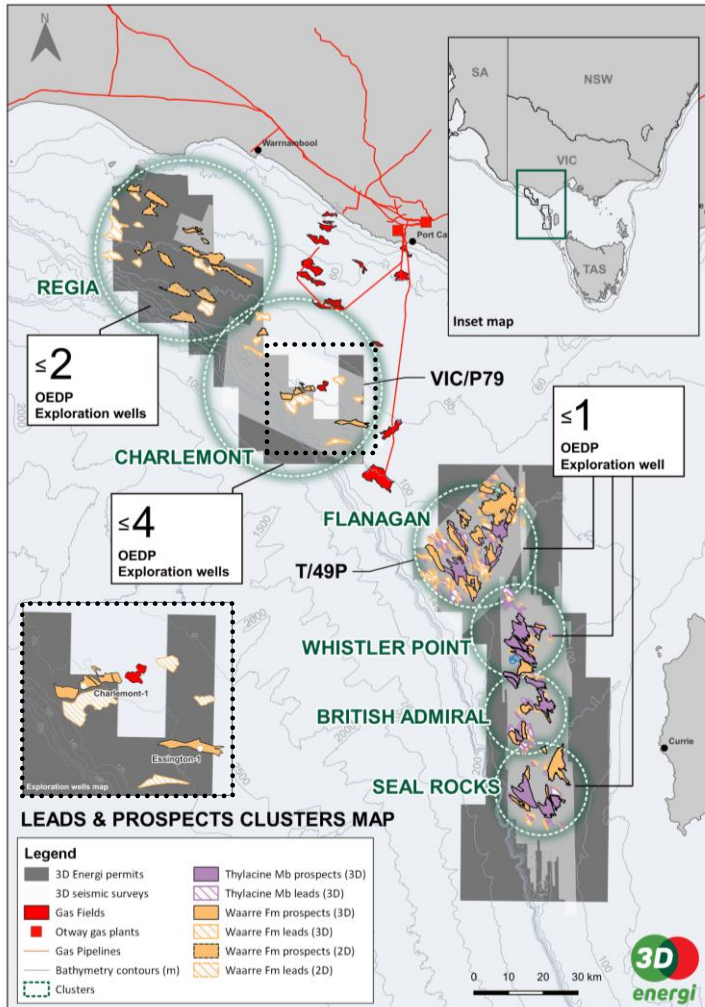 SA
NSW
VIC
TAS
Inset map
Warrnambool
Port Ca
REGIA
≤2
OEDP
Exploration wells
VIC/P79
CHARLEMONT
≤4
OEDP
Exploration wells
≤1
OEDP
Exploration well
FLANAGAN
T/49P
WHISTLER POINT
BRITISH ADMIRAL
SEAL ROCKS
Currie
Charlemont-1
Essington-1
Exploration wells map
LEADS & PROSPECTS CLUSTERS MAP
Legend
3D Energi permits
3D seismic surveys
Gas Fields
Otway gas plants
Gas Pipelines
Bathymetry contours (m)
Clusters
Thylacine Mb prospects (3D)
Thylacine Mb leads (3D)
Waarre Fm prospects (3D)
Waarre Fm leads (3D)
Waarre Fm prospects (2D)
Waarre Fm leads (2D)
0 10 20 30 km
3D
energi